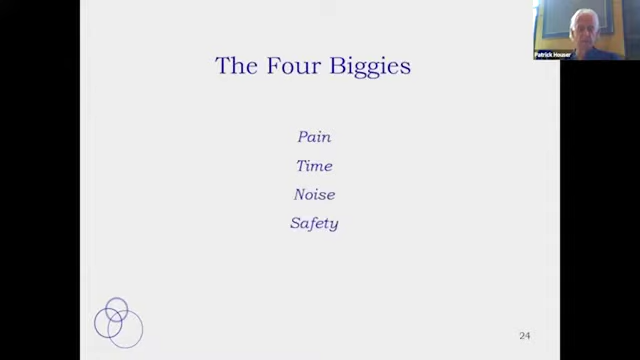 The Four Biggies
Pain
Time
Noise
Safety
24
Patrick Houser